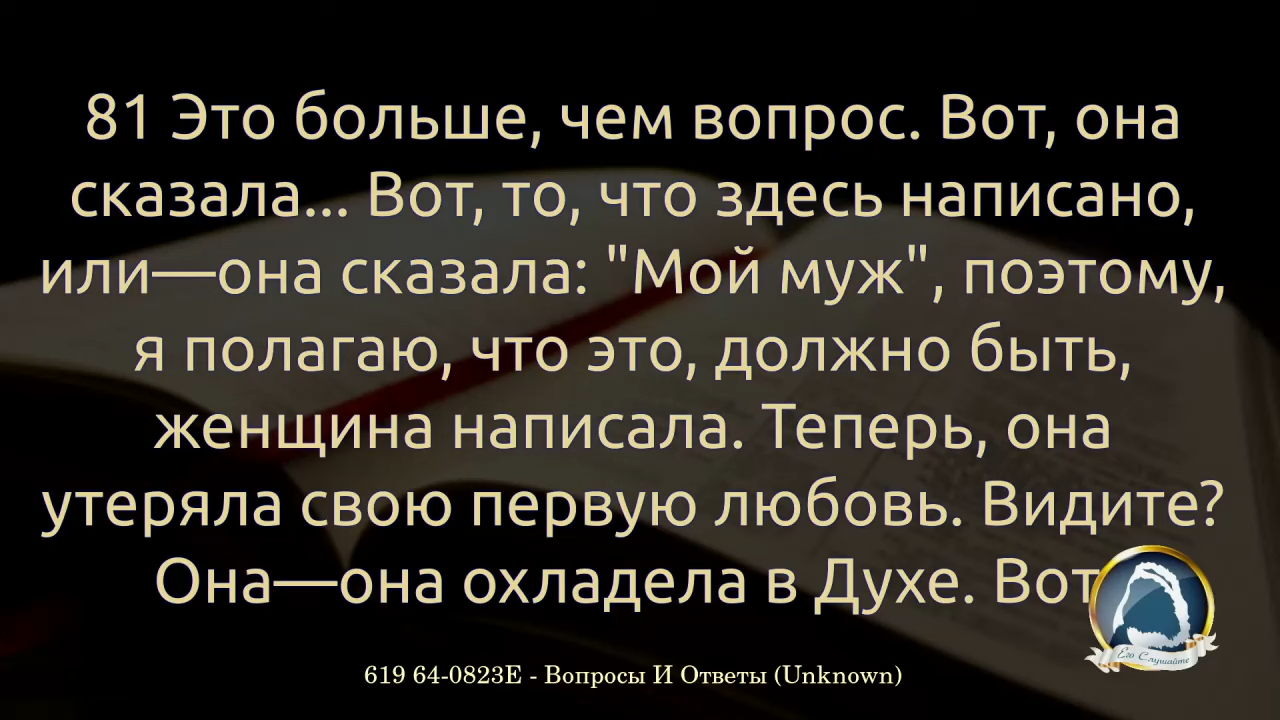 81 Это больше, чем вопрос. Вот, она
сказала... Вот, то, что здесь написано,
или—она сказала: "Мой муж", поэтому,
я полагаю, что это, должно быть,
женщина написала. Теперь, она
утеряла свою первую любовь. Видите?
Она—она охладела в Духе. Вот
Его Слушайте
619 64-0823E - Вопросы И Ответы (Unknown)